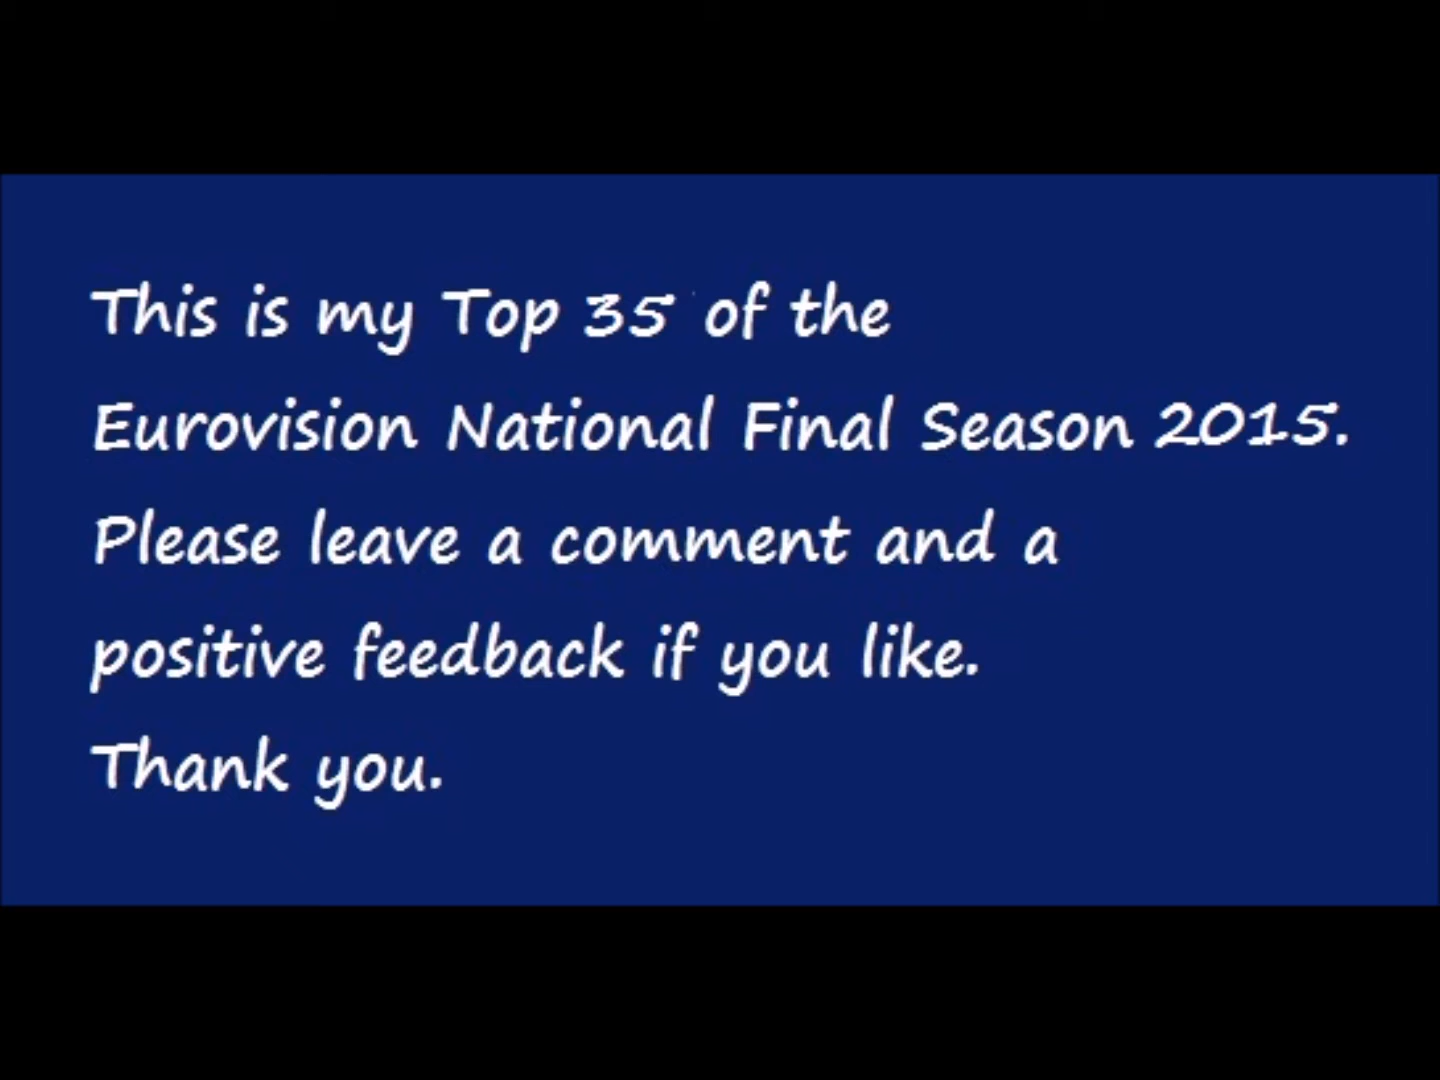 This is my Top 35 of the
Eurovision National Final Season 2015.
Please leave a comment and a
positive feedback if you like.
Thank you.